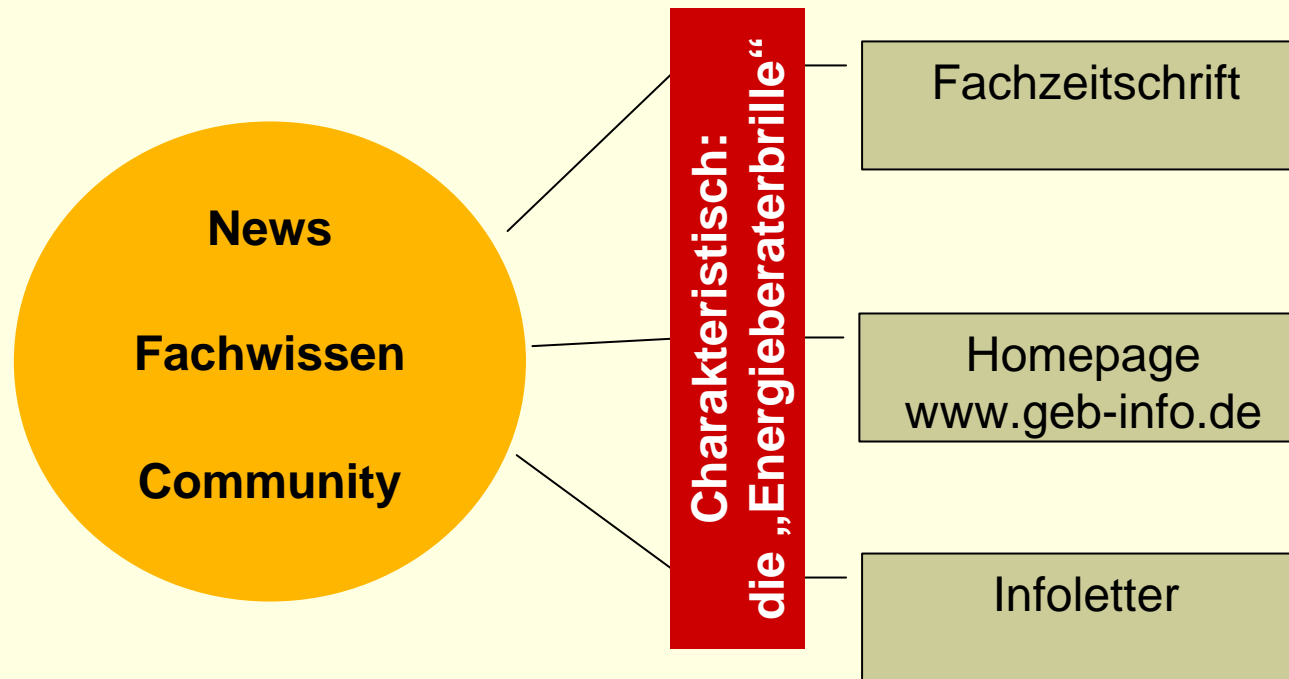 News
Fachwissen
Community
Charakteristisch:
die „Energieberaterbrille“
Fachzeitschrift
Homepage
www.geb-info.de
Infoletter